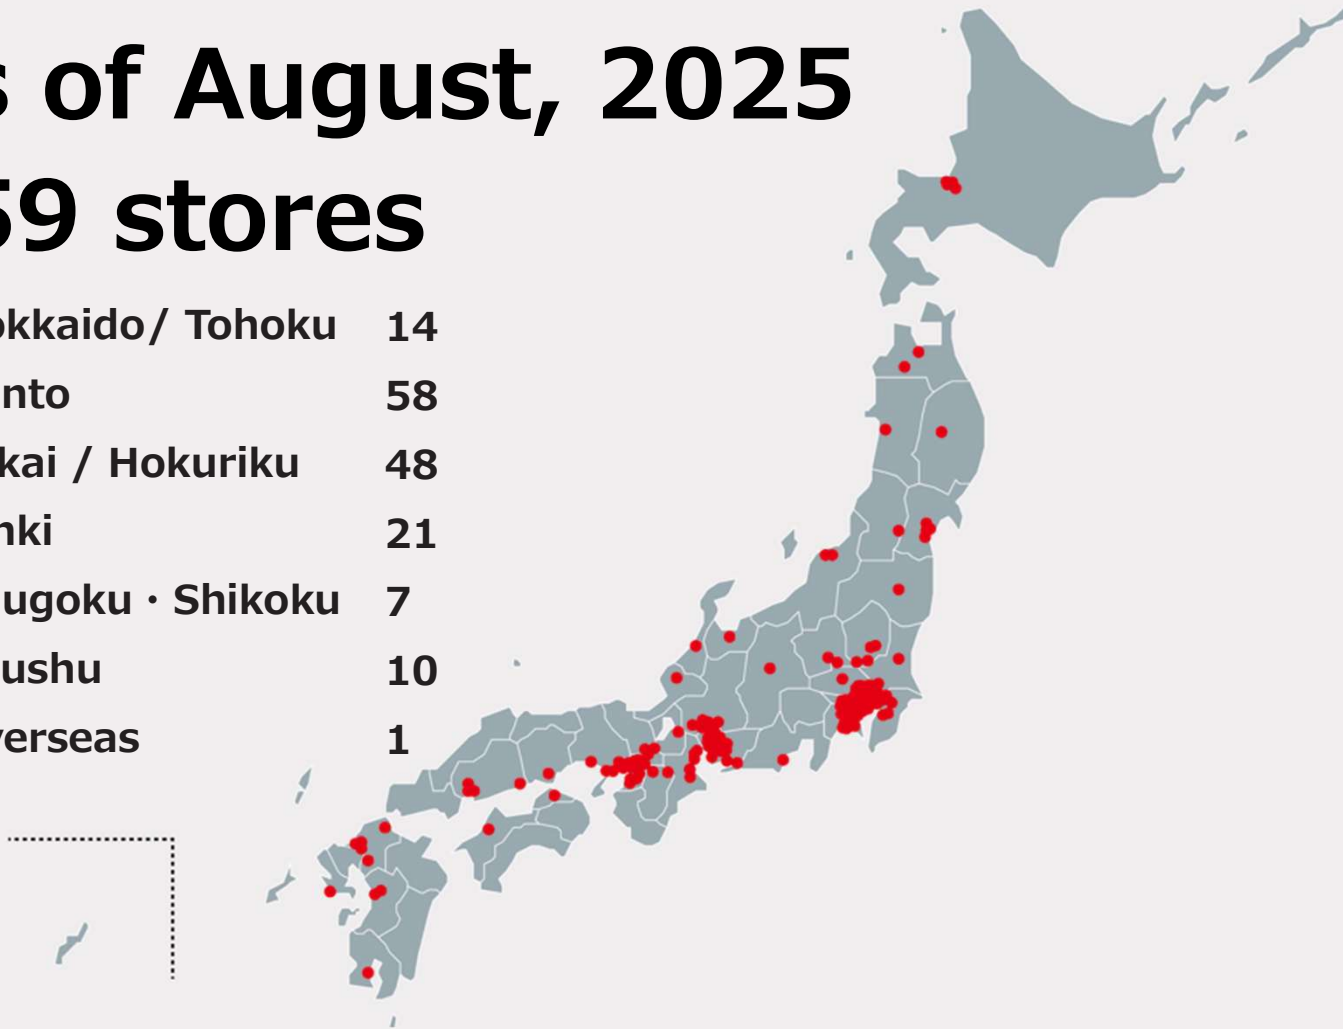 s of August, 2025
59 stores
okkaido/ Tohoku 14
nto 58
kai / Hokuriku 48
nki 21
ugoku・Shikoku 7
ushu 10
verseas 1